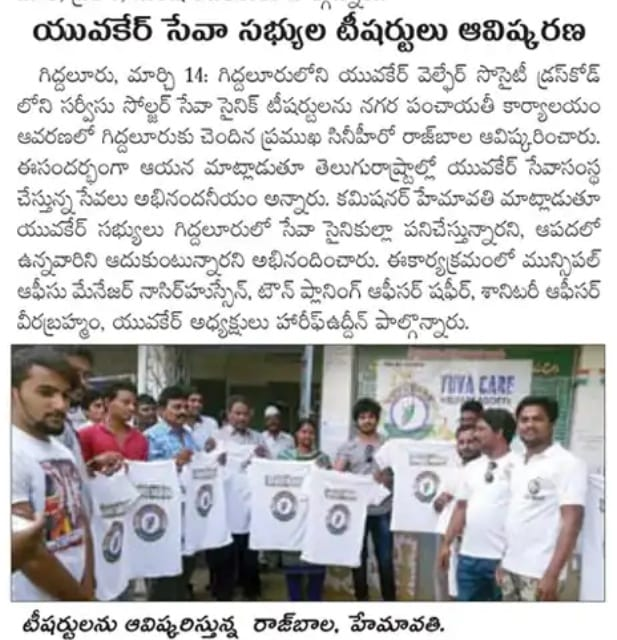 యువకేర్ సేవా సభ్యుల టీషర్టులు ఆవిష్కరణ
గిద్దలూరు, మార్చి 14: గిద్దలూరులోని యువకేర్ వెల్ఫేర్ సొసైటీ డ్రస్‌కోడ్
లోని సర్వీసు సోల్జర్ సేవా సైనిక్ టీషర్టులను నగర పంచాయతీ కార్యాలయం
ఆవరణలో గిద్దలూరుకు చెందిన ప్రముఖ సినీహీరో రాజ్‌బాల ఆవిష్కరించారు.
ఈసందర్భంగా ఆయన మాట్లాడుతూ తెలుగురాష్ట్రాల్లో యువకేర్ సేవాసంస్థ
చేస్తున్న సేవలు అభినందనీయం అన్నారు. కమిషనర్ హేమావతి మాట్లాడుతూ
యువకేర్ సభ్యులు గిద్దలూరులో సేవా సైనికుల్లా పనిచేస్తున్నారని, ఆపదలో
ఉన్నవారిని ఆదుకుంటున్నారని అభినందించారు. ఈకార్యక్రమంలో మున్సిపల్
ఆఫీసు మేనేజర్ నాసిర్‌హుస్సేన్, టౌన్ ప్లానింగ్ ఆఫీసర్ షఫీర్, శానిటరీ ఆఫీసర్
వీరబ్రహ్మం, యువకేర్ అధ్యక్షులు హారీఫ్‌ఉద్దీన్ పాల్గొన్నారు.
YUVA CARE
WELFARE SOCIETY
టీషర్టులను ఆవిష్కరిస్తున్న రాజ్‌బాల, హేమావతి.